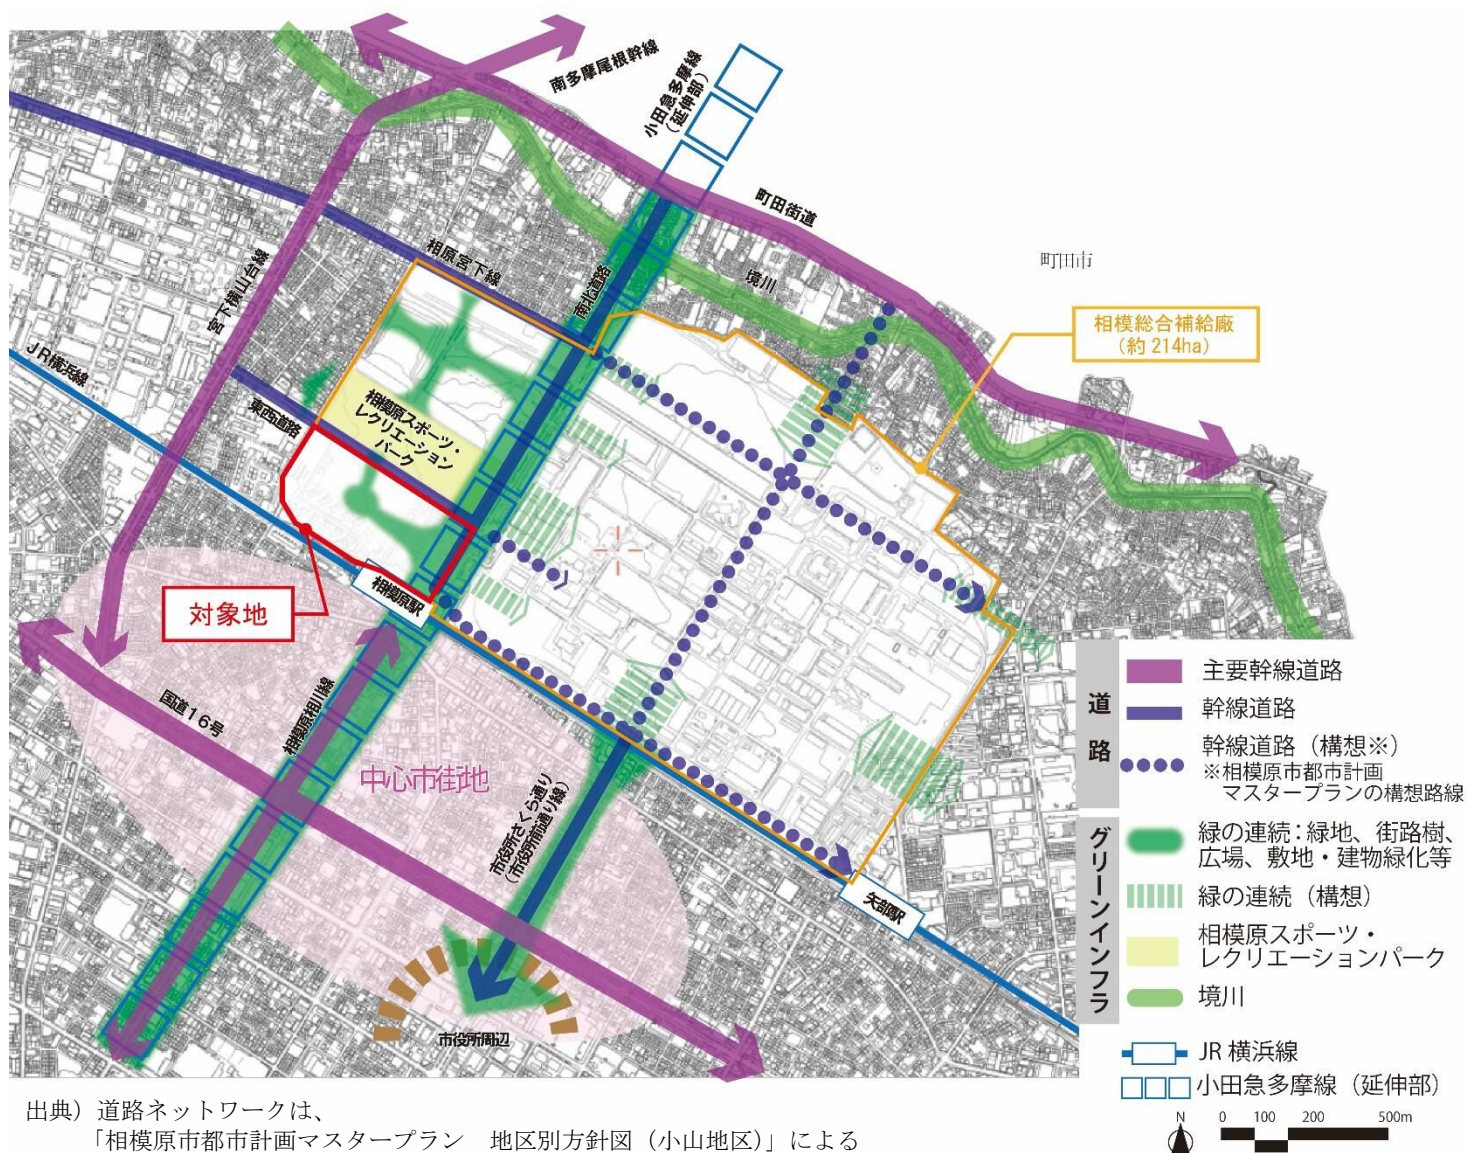 南多摩尾根幹線
小田急多摩線
(延伸部)
町田街道
町田市
境川
相模総合補給廠
(約 214ha)
相原宮下線
南北道路
宮下横山台線
JR横浜線
東西道路
相模原スポーツ・
レクリエーション
パーク
対象地
相模原駅
国道16号
相模原相川線
中心市街地
市役所さくら通り
(市役所前通り線)
矢部駅
市役所周辺
道路
主要幹線道路
幹線道路
幹線道路(構想※)
※相模原市都市計画
マスタープランの構想路線
グリーンインフラ
緑の連続:緑地、街路樹、
広場、敷地・建物緑化等
緑の連続(構想)
相模原スポーツ・
レクリエーションパーク
境川
JR 横浜線
小田急多摩線(延伸部)
N
0 100 200 500m
出典)道路ネットワークは、
「相模原市都市計画マスタープラン 地区別方針図(小山地区)」による